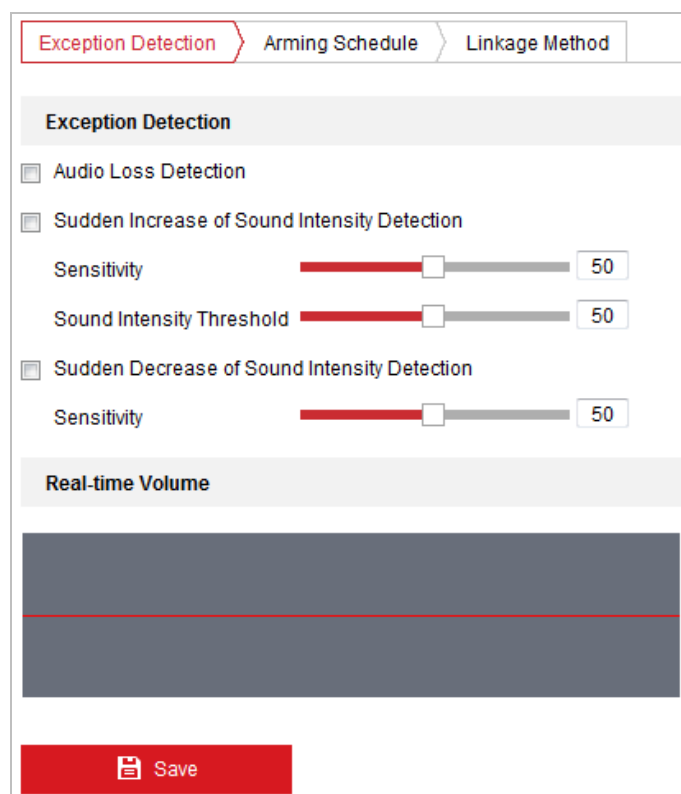 Exception Detection Arming Schedule Linkage Method
Exception Detection
Audio Loss Detection
Sudden Increase of Sound Intensity Detection
Sensitivity 50
Sound Intensity Threshold 50
Sudden Decrease of Sound Intensity Detection
Sensitivity 50
Real-time Volume
Save